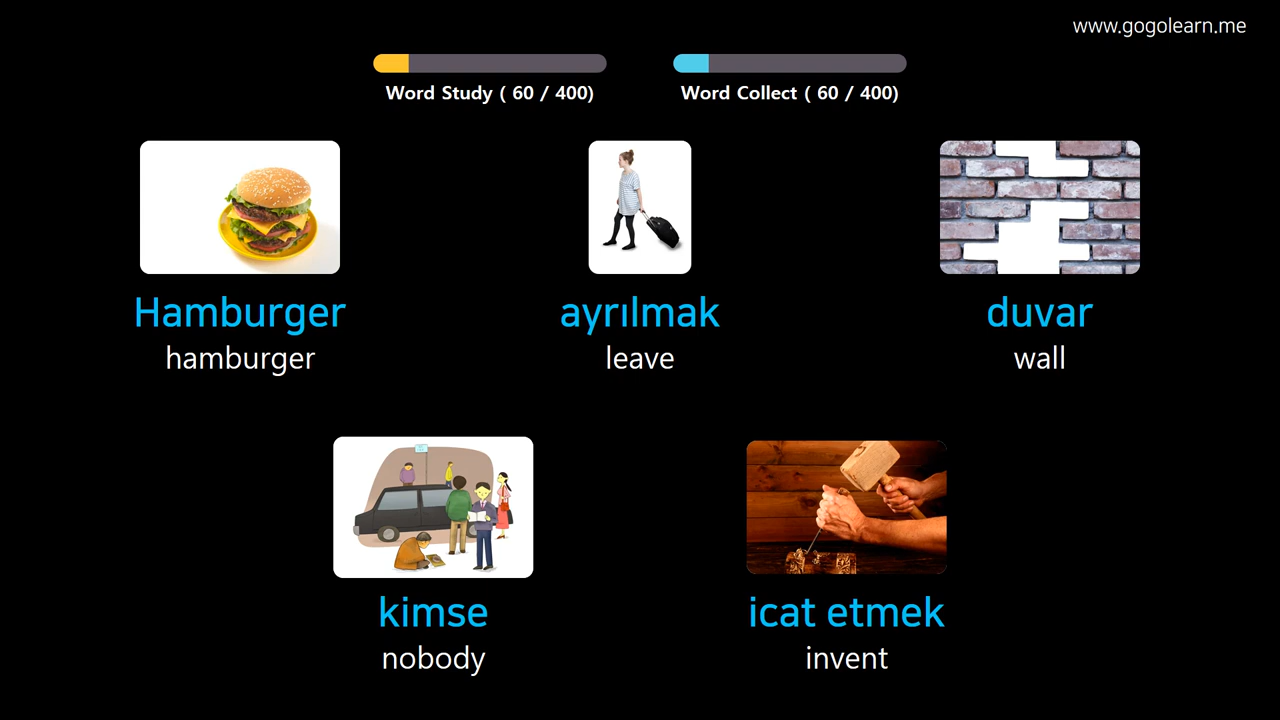 www.gogolearn.me
Word Study ( 60 / 400)
Word Collect ( 60 / 400)
Hamburger
hamburger
ayrılmak
leave
duvar
wall
kimse
nobody
icat etmek
invent